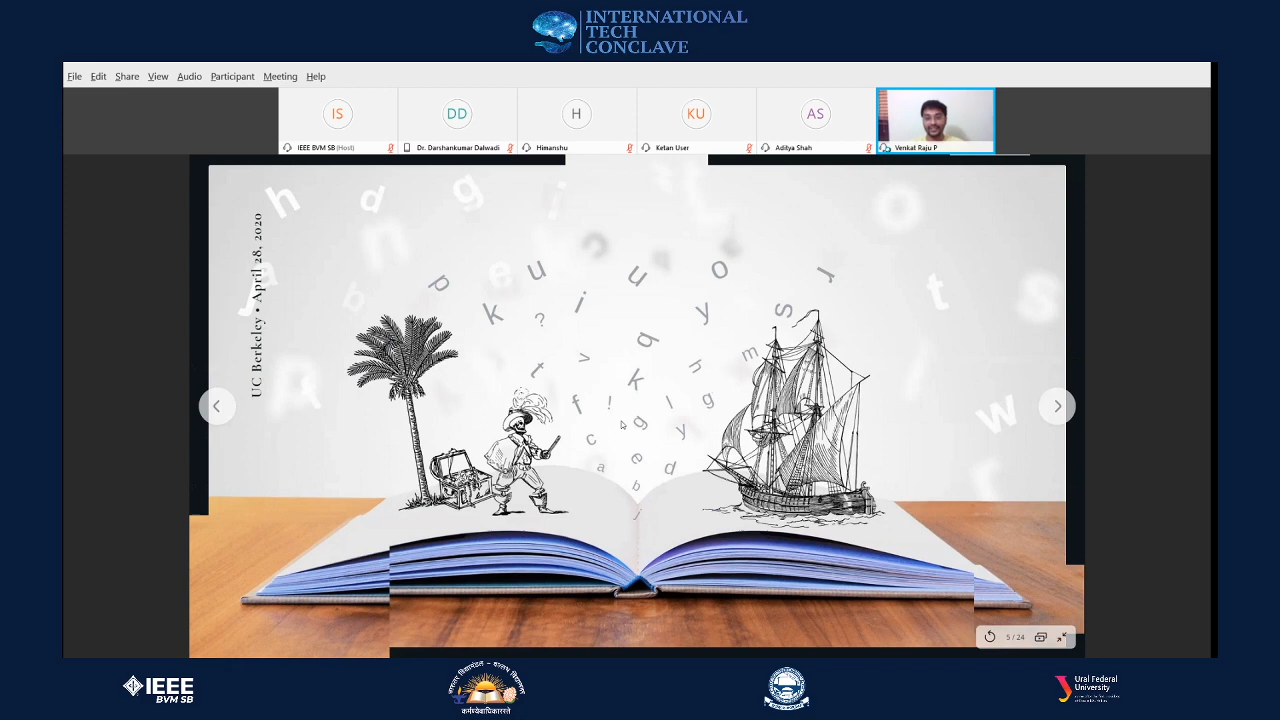 INTERNATIONAL
TECH
CONCLAVE
File Edit Share View Audio Participant Meeting Help
IS
DD
H
KU
AS
IEEE BVM SB (Host)
Dr. Darshankumar Dalwadi
Himanshu
Ketan User
Aditya Shah
Venkat Raju P
UC Berkeley • April 28, 2020
5 / 24
IEEE
BVM SB
कर्मण्येवाधिकारस्ते
Ural Federal
University